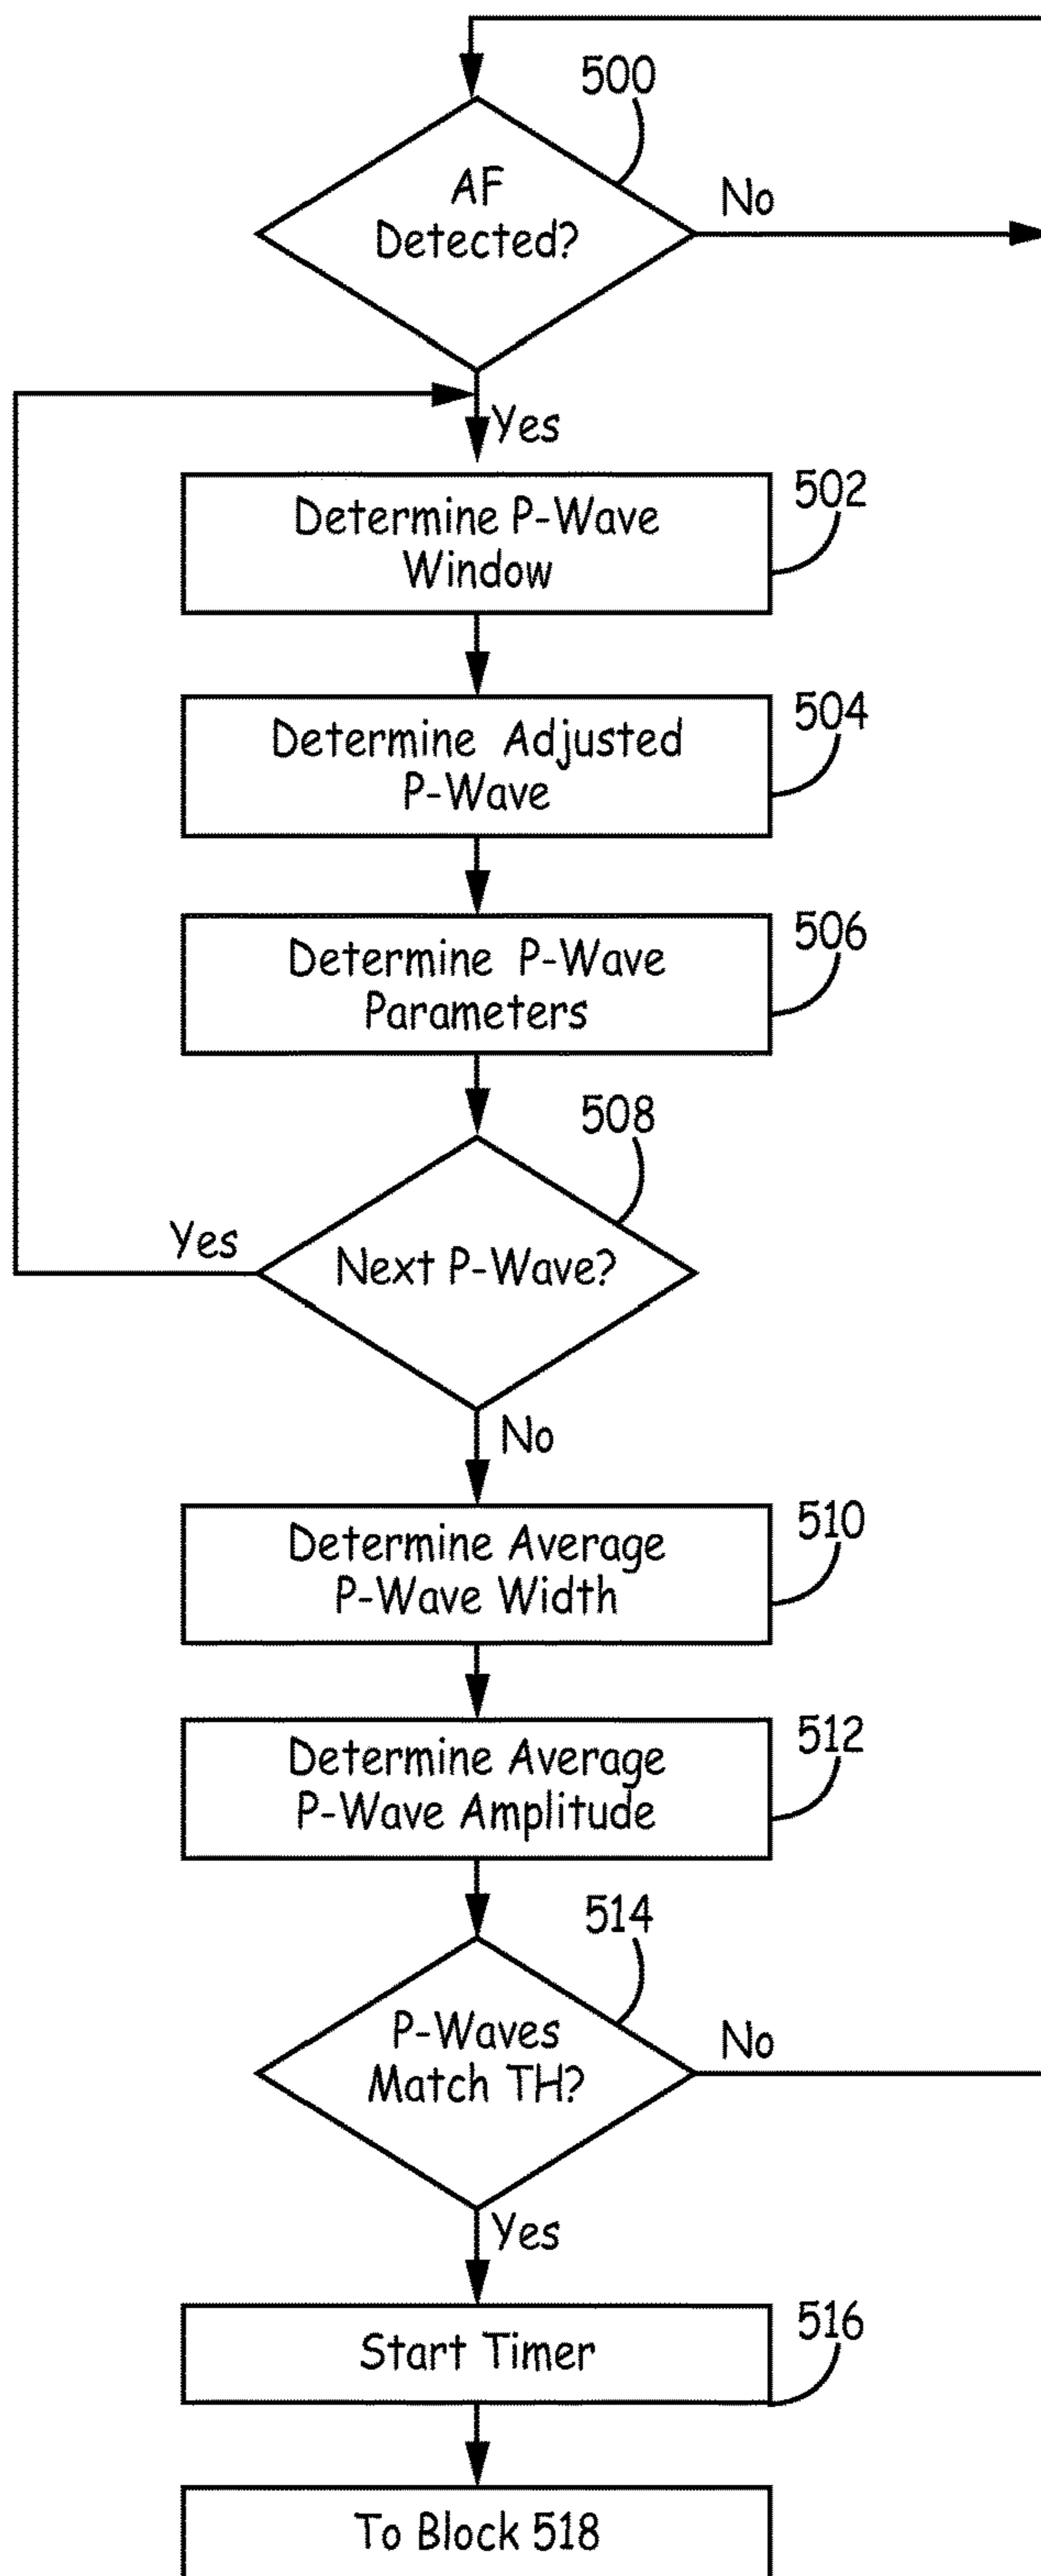 500
AF
Detected?
No
Yes
Determine P-Wave
Window
502
Determine Adjusted
P-Wave
504
Determine P-Wave
Parameters
506
508
Next P-Wave?
Yes
No
Determine Average
P-Wave Width
510
Determine Average
P-Wave Amplitude
512
514
P-Waves
Match TH?
No
Yes
Start Timer
516
To Block 518